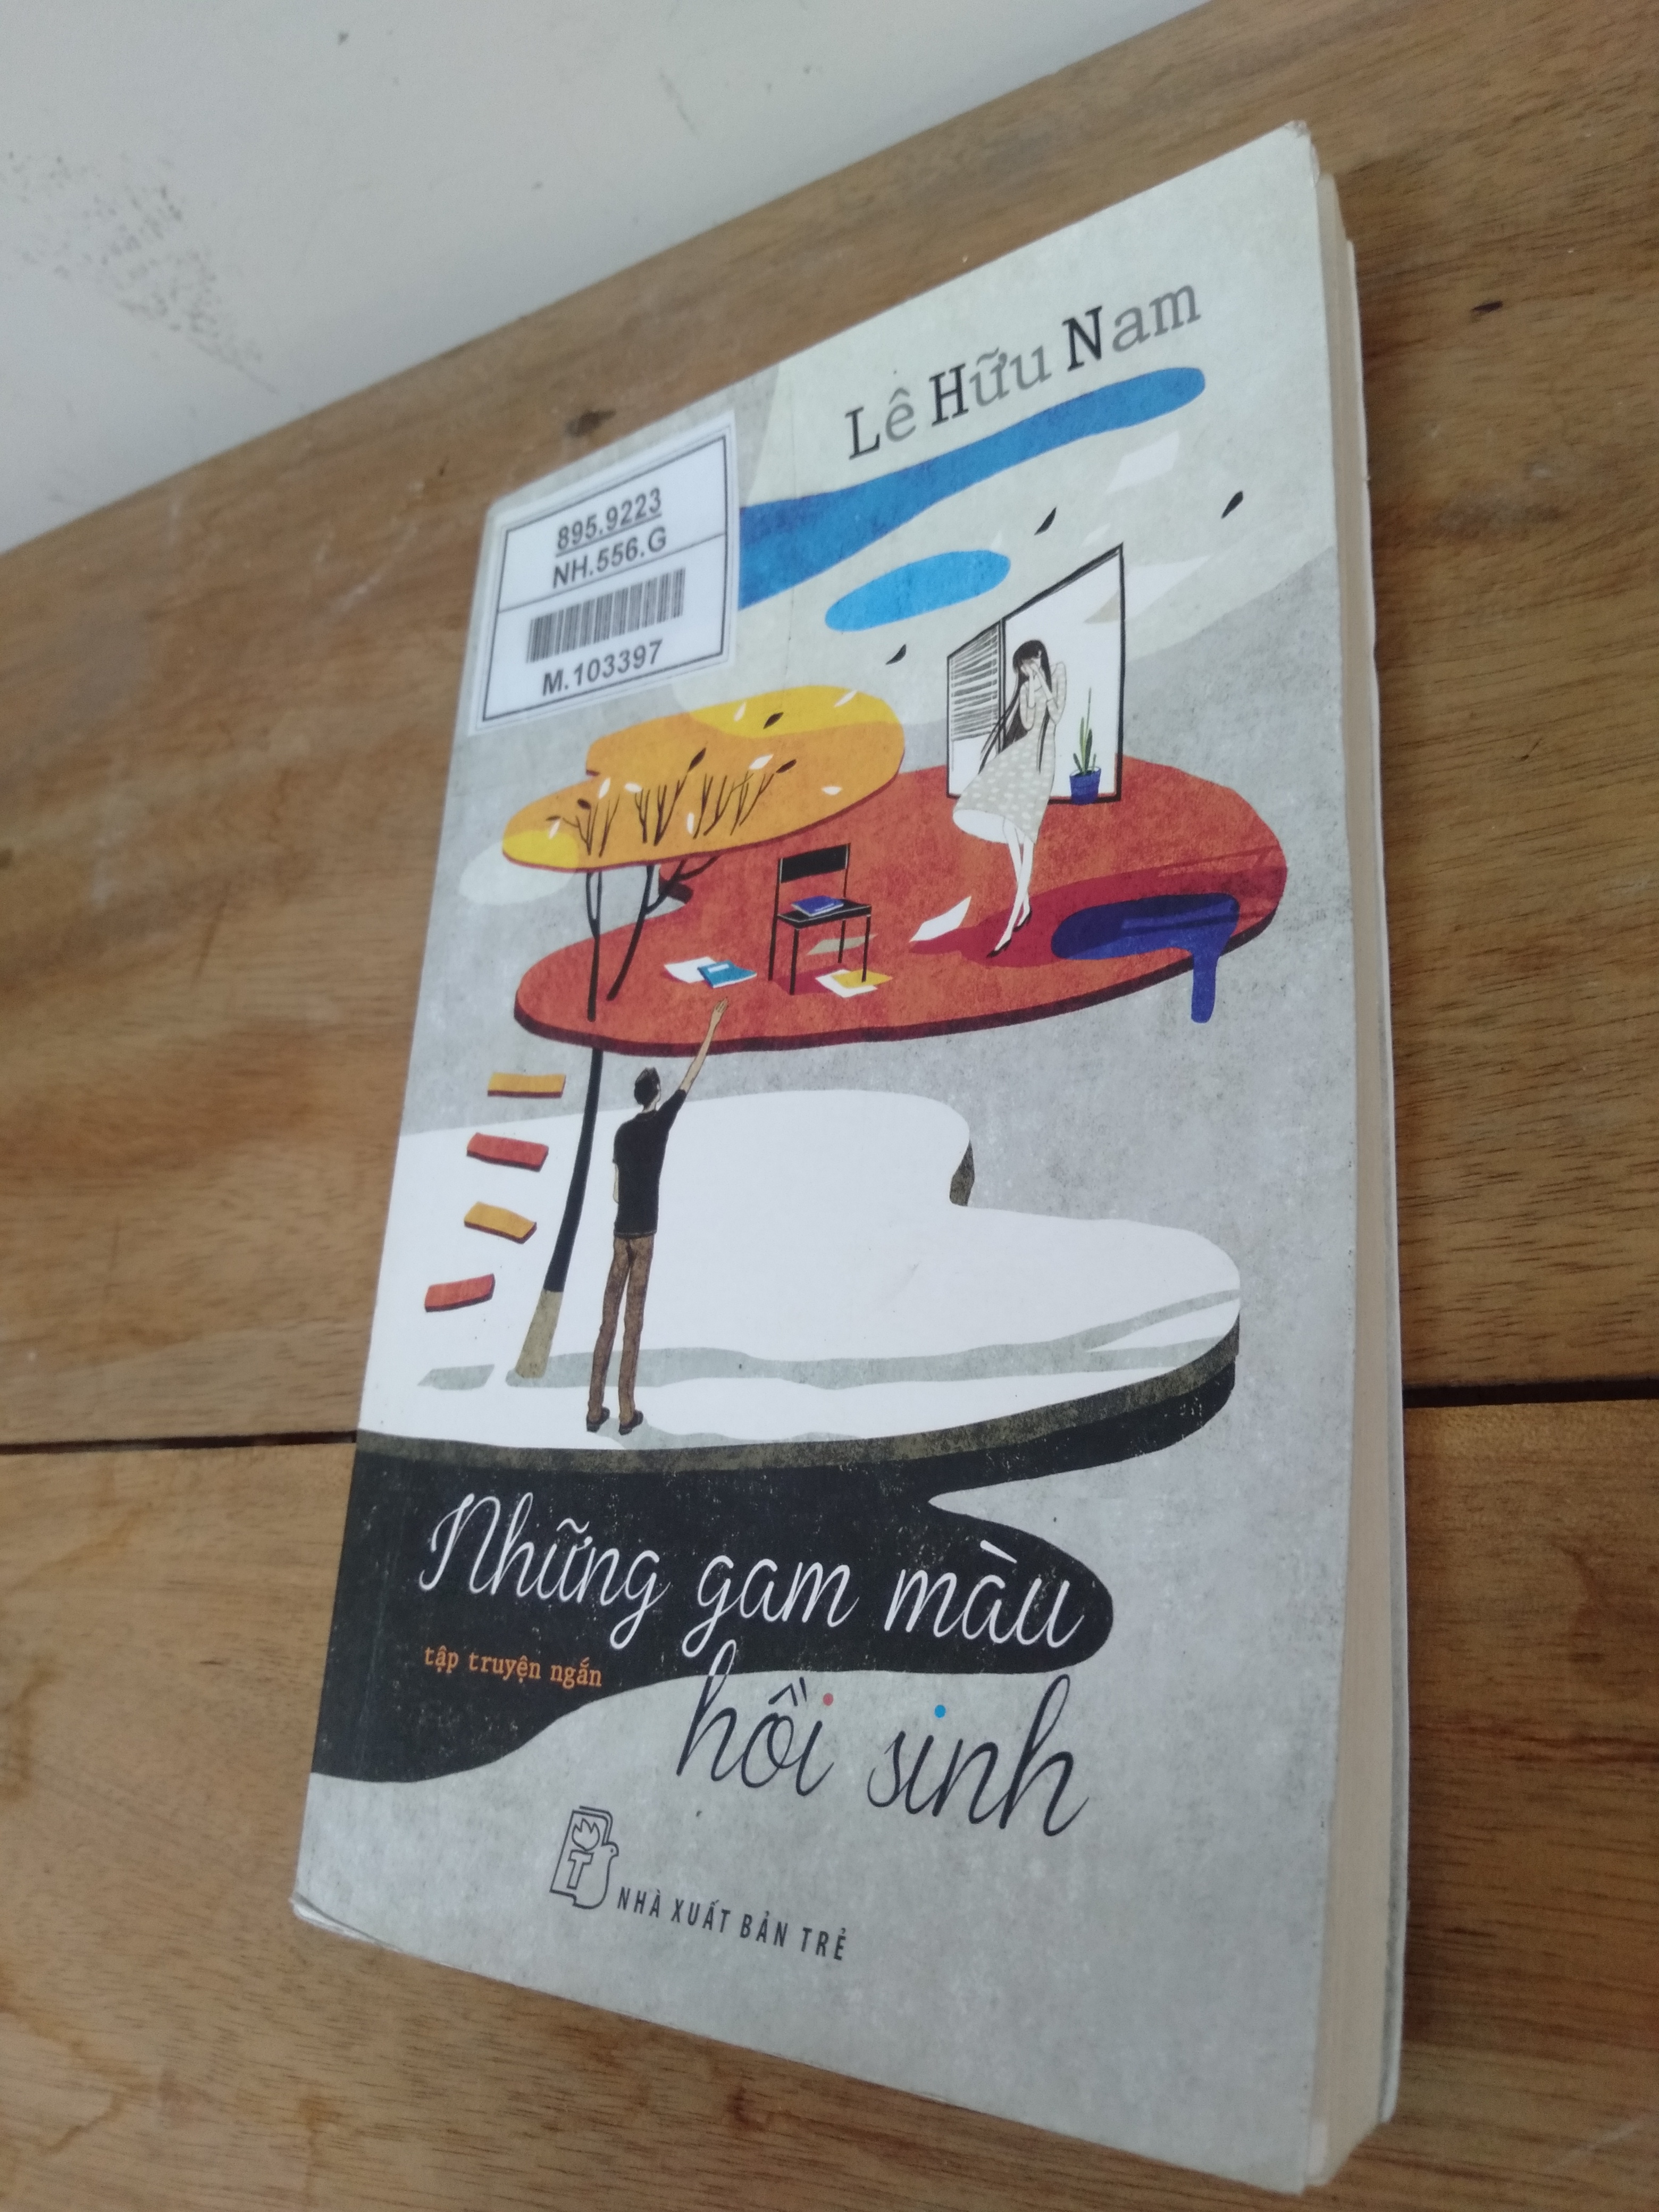 Lê Hữu Nam
895.9223
NH.556.G
M.103397
Những gam màu
tập truyện ngắn
hồi sinh
T
NHÀ XUẤT BẢN TRẺ